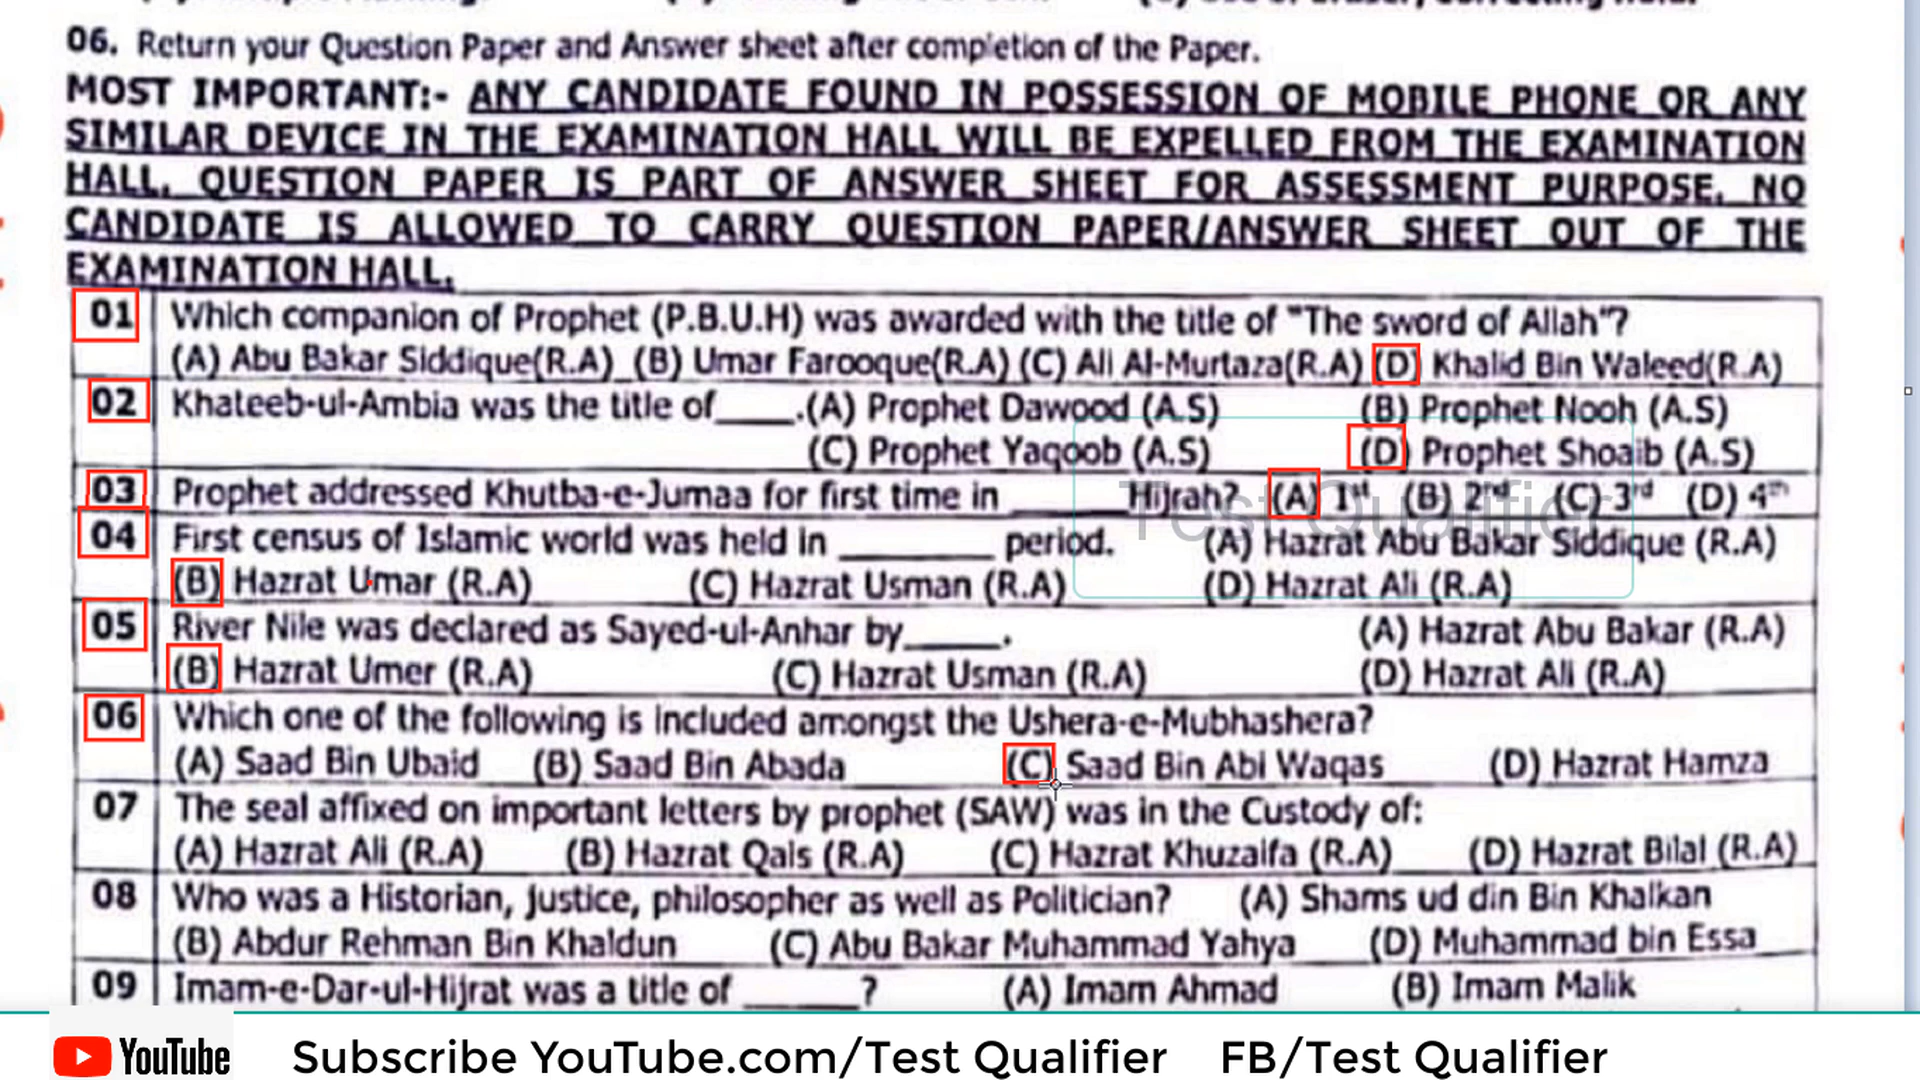 06. Return your Question Paper and Answer sheet after completion of the Paper.
MOST IMPORTANT:- ANY CANDIDATE FOUND IN POSSESSION OF MOBILE PHONE OR ANY
SIMILAR DEVICE IN THE EXAMINATION HALL WILL BE EXPELLED FROM THE EXAMINATION
HALL. QUESTION PAPER IS PART OF ANSWER SHEET FOR ASSESSMENT PURPOSE. NO
CANDIDATE IS ALLOWED TO CARRY QUESTION PAPER/ANSWER SHEET OUT OF THE
EXAMINATION HALL.
01 Which companion of Prophet (P.B.U.H) was awarded with the title of "The sword of Allah"?
(A) Abu Bakar Siddique(R.A) (B) Umar Farooque(R.A) (C) Ali Al-Murtaza(R.A) (D) Khalid Bin Waleed(R.A)
02 Khateeb-ul-Ambia was the title of____.(A) Prophet Dawood (A.S) (B) Prophet Nooh (A.S)
(C) Prophet Yaqoob (A.S) (D) Prophet Shoaib (A.S)
03 Prophet addressed Khutba-e-Jumaa for first time in ______Hijrah? (A) 1st (B) 2nd (C) 3rd (D) 4th
Test Qualifier
04 First census of Islamic world was held in ________ period. (A) Hazrat Abu Bakar Siddique (R.A)
(B) Hazrat Umar (R.A) (C) Hazrat Usman (R.A) (D) Hazrat Ali (R.A)
05 River Nile was declared as Sayed-ul-Anhar by_____. (A) Hazrat Abu Bakar (R.A)
(B) Hazrat Umer (R.A) (C) Hazrat Usman (R.A) (D) Hazrat Ali (R.A)
06 Which one of the following is included amongst the Ushera-e-Mubhashera?
(A) Saad Bin Ubaid (B) Saad Bin Abada (C) Saad Bin Abi Waqas (D) Hazrat Hamza
07 The seal affixed on important letters by prophet (SAW) was in the Custody of:
(A) Hazrat Ali (R.A) (B) Hazrat Qais (R.A) (C) Hazrat Khuzaifa (R.A) (D) Hazrat Bilal (R.A)
08 Who was a Historian, Justice, philosopher as well as Politician? (A) Shams ud din Bin Khalkan
(B) Abdur Rehman Bin Khaldun (C) Abu Bakar Muhammad Yahya (D) Muhammad bin Essa
09 Imam-e-Dar-ul-Hijrat was a title of ______? (A) Imam Ahmad (B) Imam Malik
YouTube Subscribe YouTube.com/Test Qualifier FB/Test Qualifier